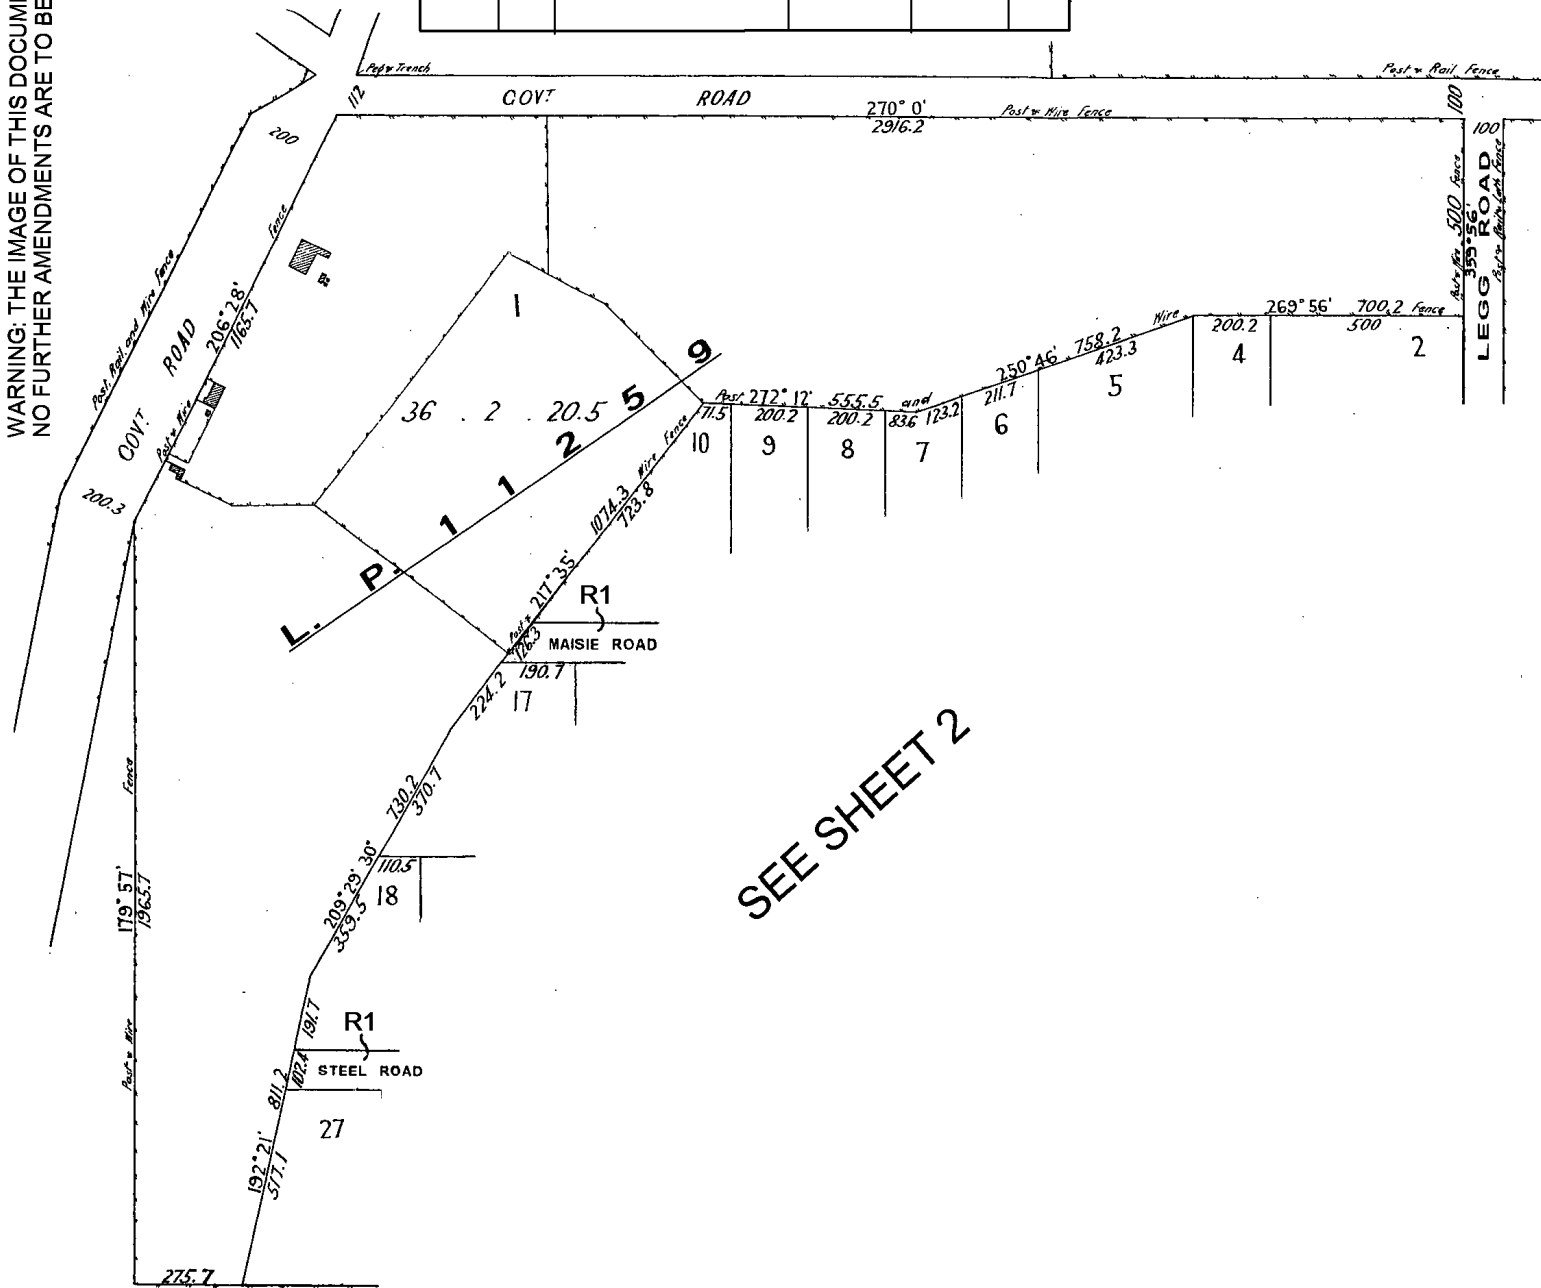 WARNING: THE IMAGE OF THIS DOCUM
NO FURTHER AMENDMENTS ARE TO BE
Peg & Trench
Post & Rail Fence
112
GOVT ROAD
270° 0'
2916.2
Post & Wire Fence
100
100
200
Fence
Post Rail and Wire Fence
206° 28'
1165.7
GOVT ROAD
Post & Wire
200.3
Post & Wire 500 Fence
359° 56'
LEGG ROAD
1
36 . 2 . 20.5
L. P. 1 1 2 5 9
269° 56' 700.2 Fence
200.2
500
4
2
Wire
250° 46' 758.2
423.3
5
211.7
6
Post 272° 12' 555.5 and
71.5
200.2
200.2
83.6
123.2
10
9
8
7
1074.3 Wire Fence
723.8
217° 35'
Post &
126.3
R1
MAISIE ROAD
190.7
224.2
17
730.2
370.7
209° 29' 30"
359.5
110.5
18
SEE SHEET 2
Fence
179° 57'
1965.7
Post & Wire
191.7
R1
102.4
STEEL ROAD
811.2
27
192° 21'
517.1
275.7